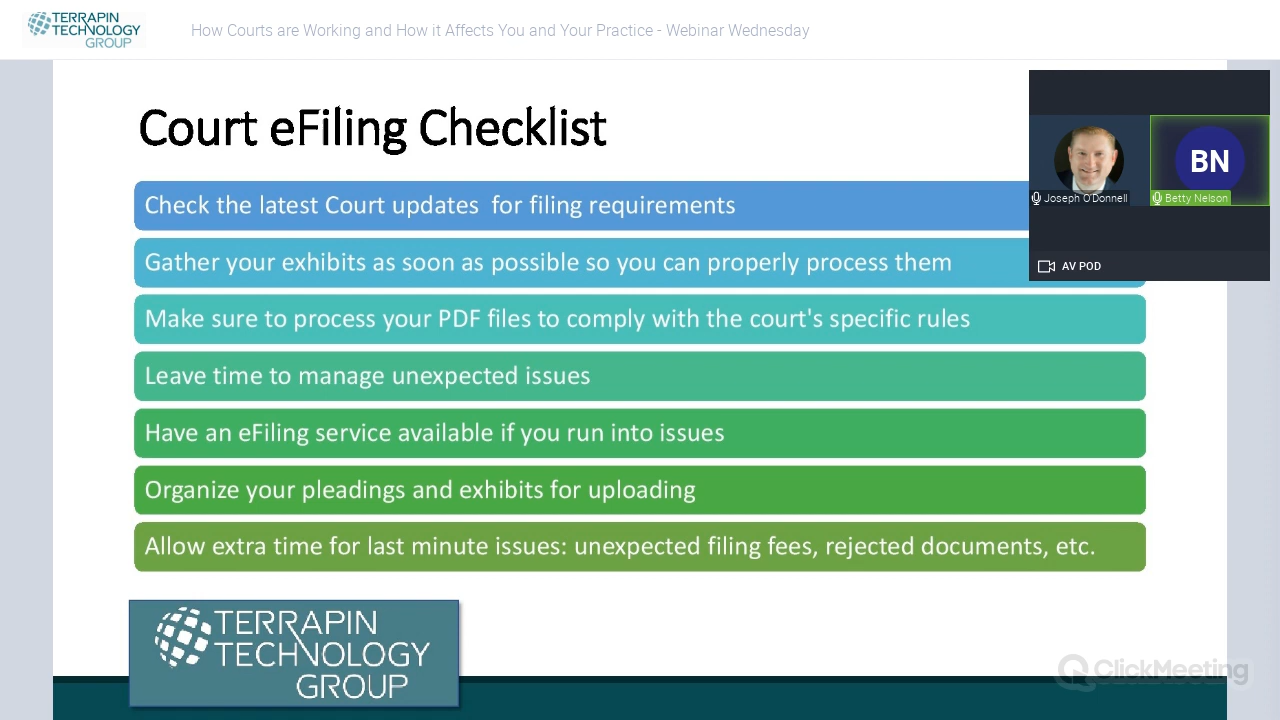 TERRAPIN
TECHNOLOGY
GROUP
How Courts are Working and How it Affects You and Your Practice - Webinar Wednesday
Court eFiling Checklist
Check the latest Court updates  for filing requirements
Gather your exhibits as soon as possible so you can properly process them
Make sure to process your PDF files to comply with the court's specific rules
Leave time to manage unexpected issues
Have an eFiling service available if you run into issues
Organize your pleadings and exhibits for uploading
Allow extra time for last minute issues: unexpected filing fees, rejected documents, etc.
BN
Joseph O'Donnell
Betty Nelson
AV POD
TERRAPIN
TECHNOLOGY
GROUP
ClickMeeting